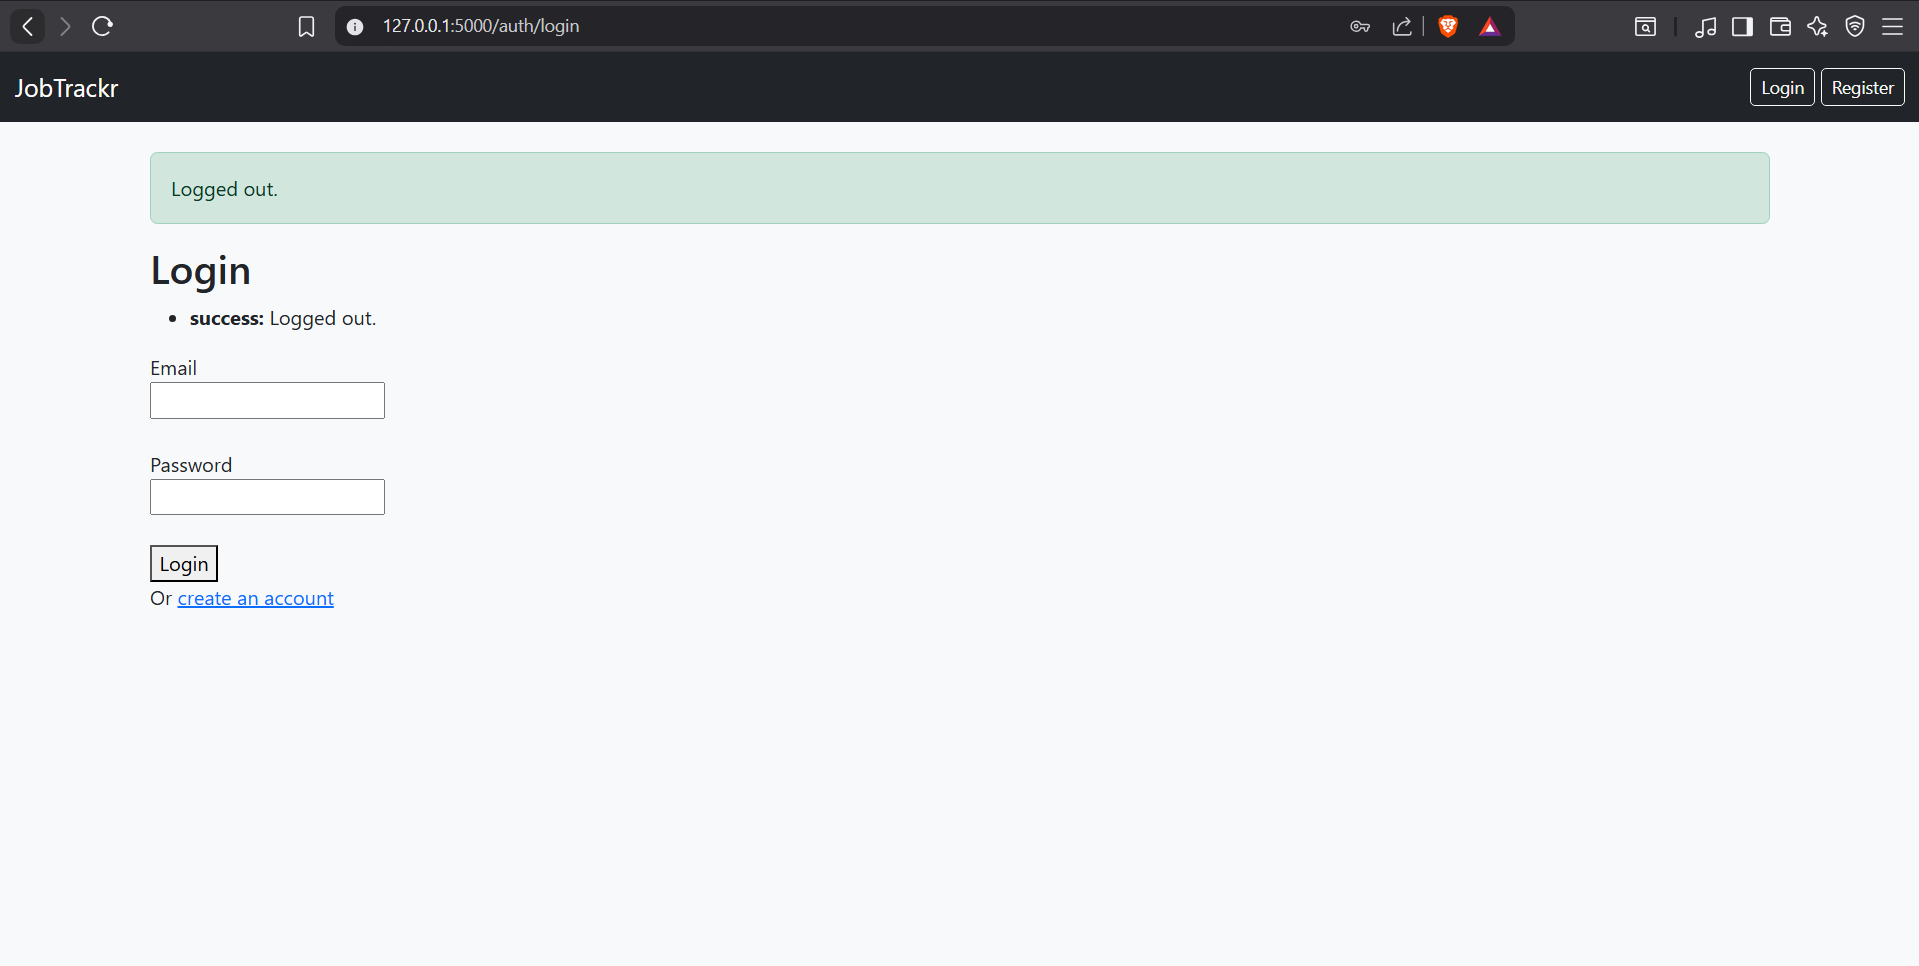 127.0.0.1:5000/auth/login
JobTrackr
Login Register
Logged out.
Login
success: Logged out.
Email
Password
Login
Or create an account